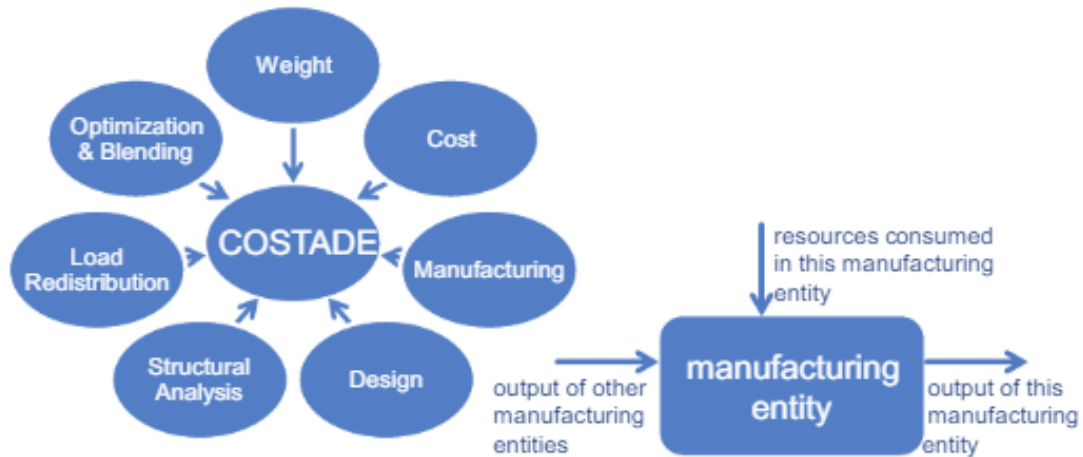 Weight
Optimization
& Blending
Cost
COSTADE
Load
Redistribution
Manufacturing
Structural
Analysis
Design
resources consumed
in this manufacturing
entity
manufacturing
entity
output of other
manufacturing
entities
output of this
manufacturing
entity